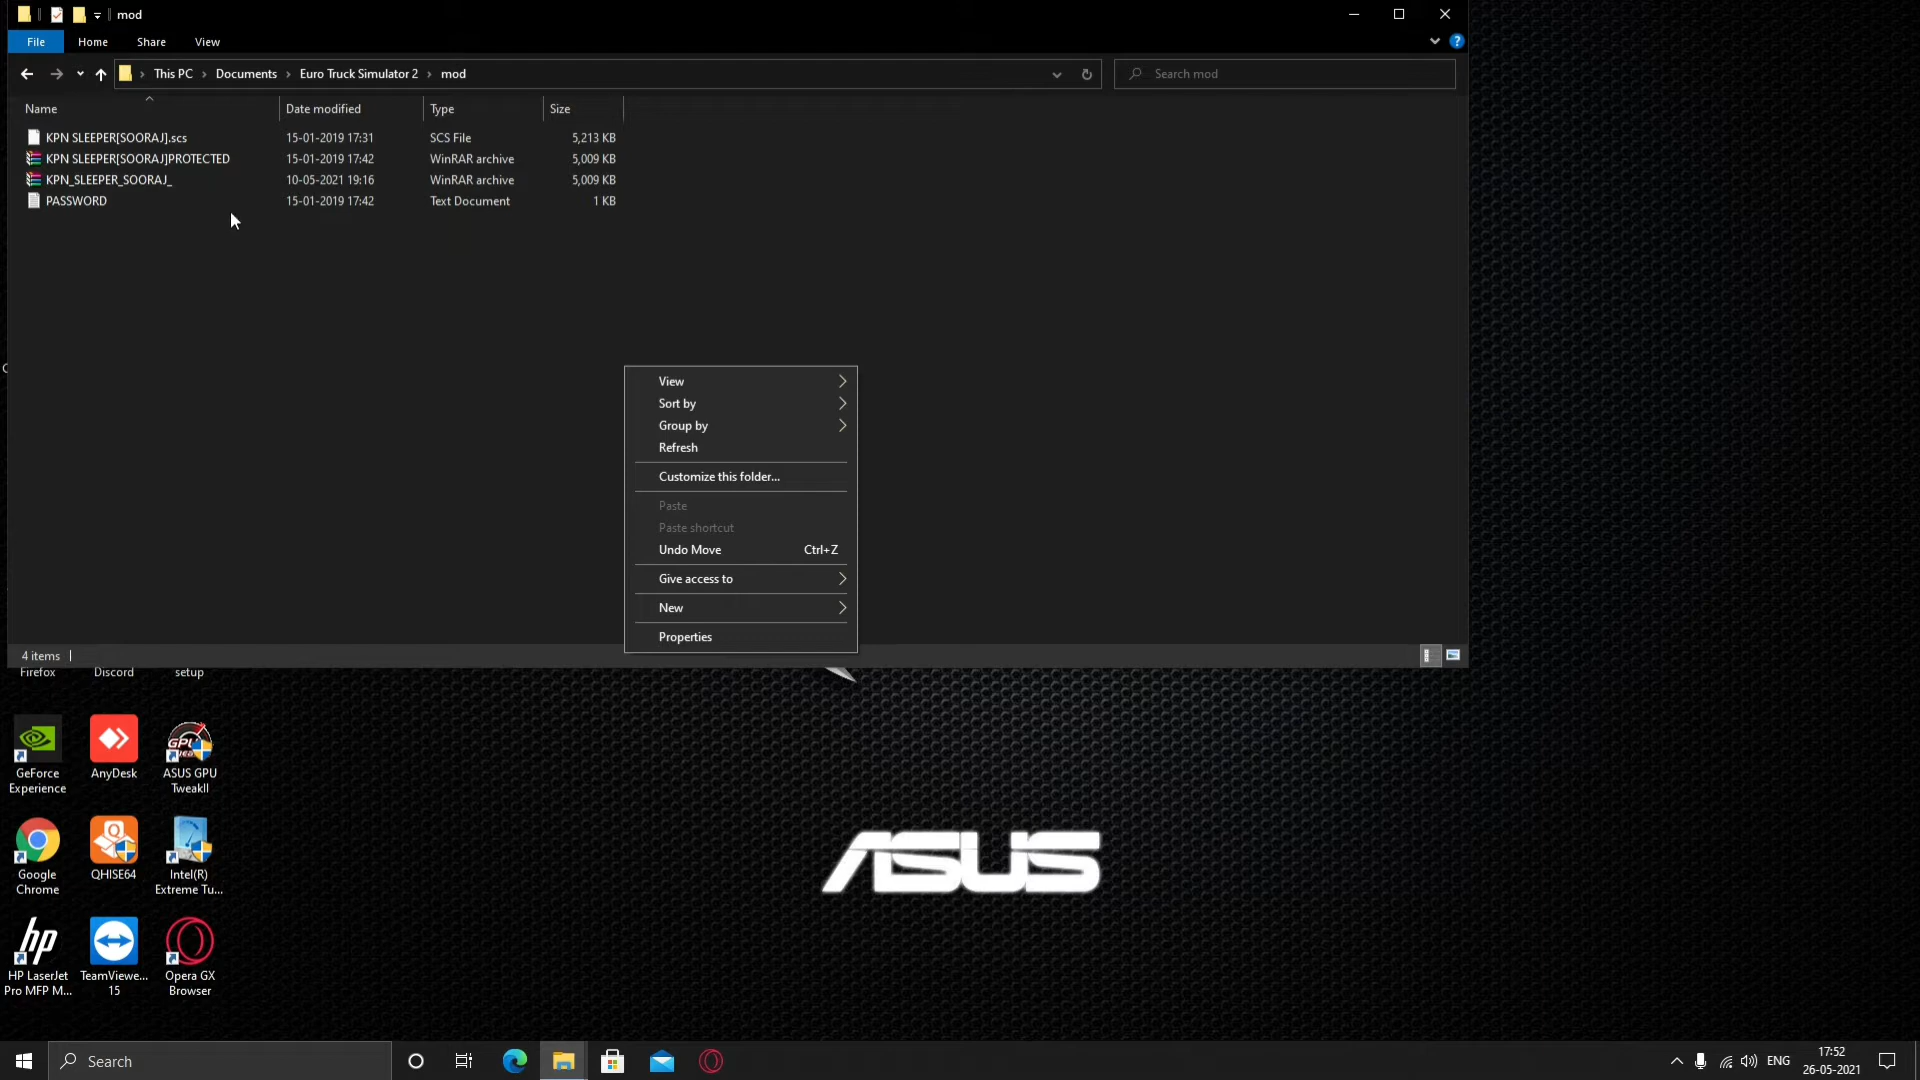 mod
File Home Share View
This PC Documents Euro Truck Simulator 2 mod
Search mod
Name Date modified Type Size
KPN SLEEPER[SOORAJ].scs 15-01-2019 17:31 SCS File 5,213 KB
KPN SLEEPER[SOORAJ]PROTECTED 15-01-2019 17:42 WinRAR archive 5,009 KB
KPN_SLEEPER_SOORAJ_ 10-05-2021 19:16 WinRAR archive 5,009 KB
PASSWORD 15-01-2019 17:42 Text Document 1 KB
View
Sort by
Group by
Refresh
Customize this folder...
Paste
Paste shortcut
Undo Move Ctrl+Z
Give access to
New
Properties
4 items
Firefox Discord setup
GeForce Experience
AnyDesk
ASUS GPU TweakII
Google Chrome
QHISE64
Intel(R) Extreme Tu...
hp
HP LaserJet Pro MFP M...
TeamViewe... 15
Opera GX Browser
ASUS
Search
ENG
17:52
26-05-2021